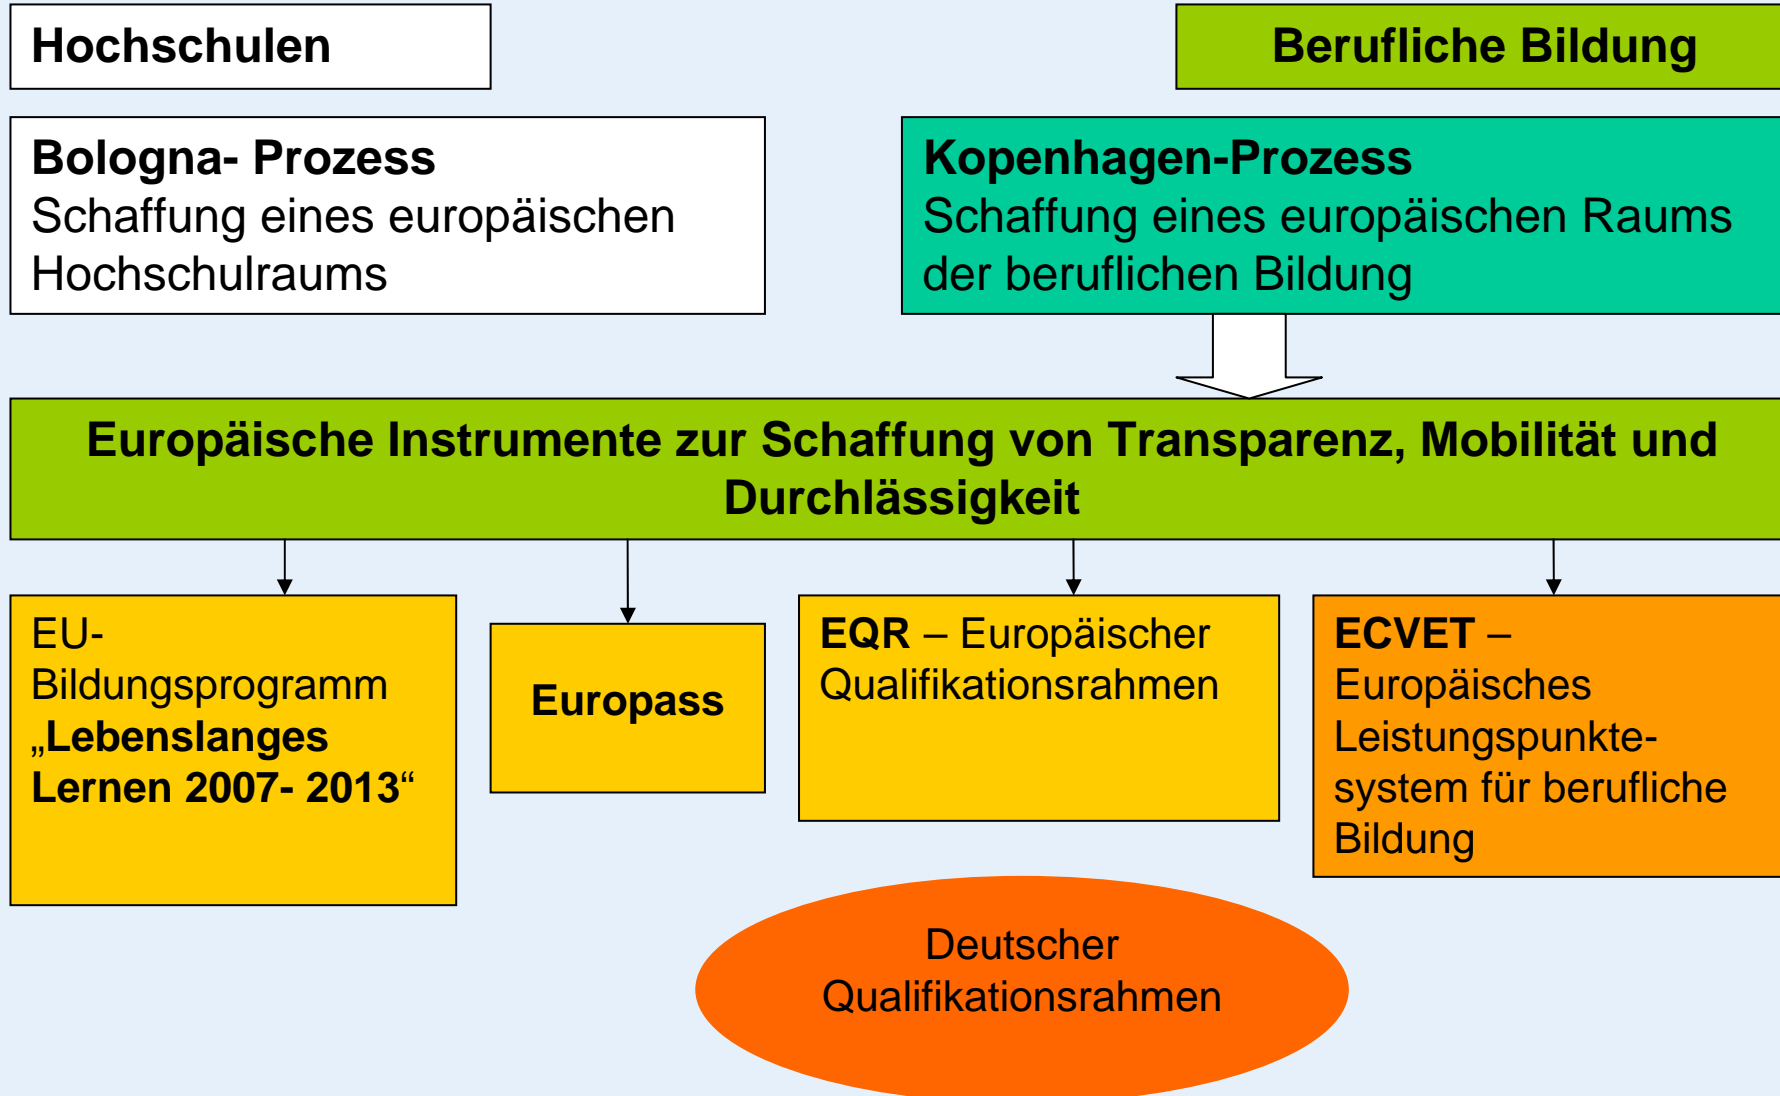 Hochschulen
Berufliche Bildung
Bologna- Prozess
Schaffung eines europäischen
Hochschulraums
Kopenhagen-Prozess
Schaffung eines europäischen Raums
der beruflichen Bildung
Europäische Instrumente zur Schaffung von Transparenz, Mobilität und
Durchlässigkeit
EU-
Bildungsprogramm
„Lebenslanges
Lernen 2007- 2013“
Europass
EQR – Europäischer
Qualifikationsrahmen
ECVET –
Europäisches
Leistungspunkte-
system für berufliche
Bildung
Deutscher
Qualifikationsrahmen